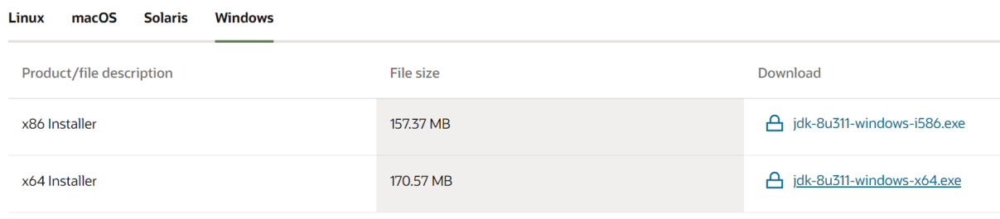 Linux macOS Solaris Windows
Product/file description File size Download
x86 Installer 157.37 MB jdk-8u311-windows-i586.exe
x64 Installer 170.57 MB jdk-8u311-windows-x64.exe